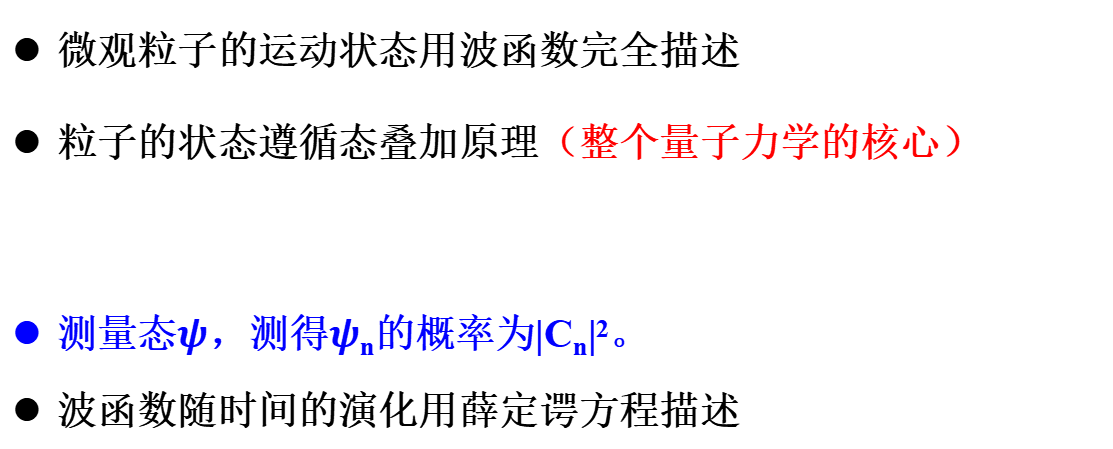 ● 微观粒子的运动状态用波函数完全描述
● 粒子的状态遵循态叠加原理（整个量子力学的核心）
● 测量态ψ，测得ψₙ的概率为|Cₙ|²。
● 波函数随时间的演化用薛定谔方程描述